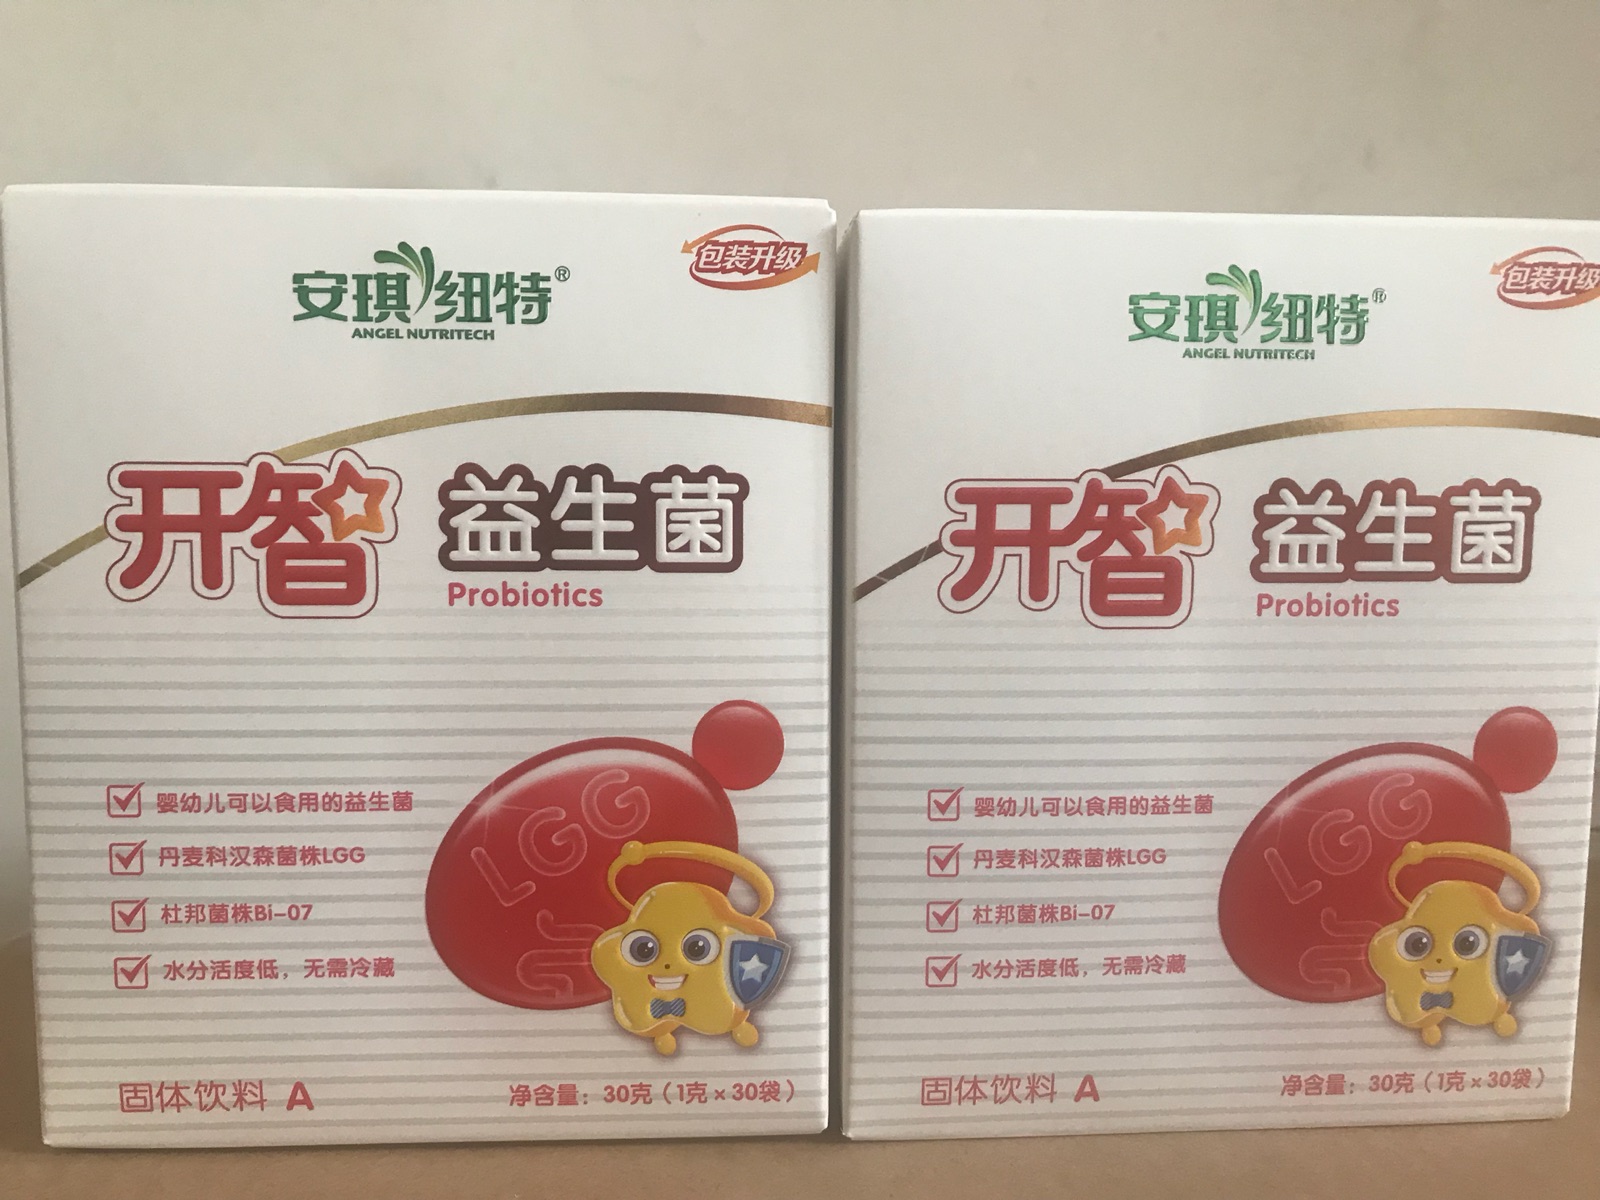 安琪纽特®
ANGEL NUTRITECH
包装升级
开智 益生菌
Probiotics
LGG
婴幼儿可以食用的益生菌
丹麦科汉森菌株LGG
杜邦菌株Bi-07
水分活度低，无需冷藏
固体饮料 A
净含量：30克（1克×30袋）
安琪纽特®
ANGEL NUTRITECH
包装升级
开智 益生菌
Probiotics
LGG
婴幼儿可以食用的益生菌
丹麦科汉森菌株LGG
杜邦菌株Bi-07
水分活度低，无需冷藏
固体饮料 A
净含量：30克（1克×30袋）